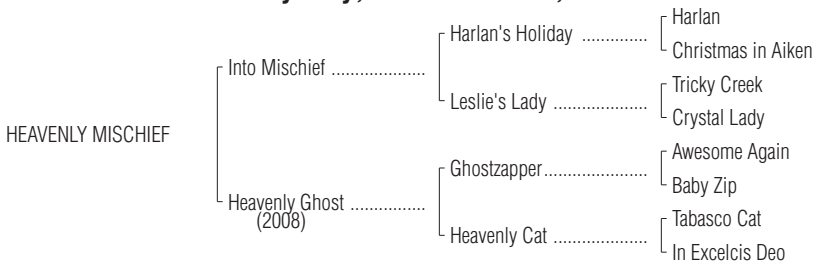 Harlan
Harlan's Holiday ..............
Christmas in Aiken
Into Mischief ....................
Tricky Creek
Leslie's Lady ....................
Crystal Lady
HEAVENLY MISCHIEF
Awesome Again
Ghostzapper......................
Baby Zip
Heavenly Ghost ................
(2008)
Tabasco Cat
Heavenly Cat ....................
In Excelcis Deo